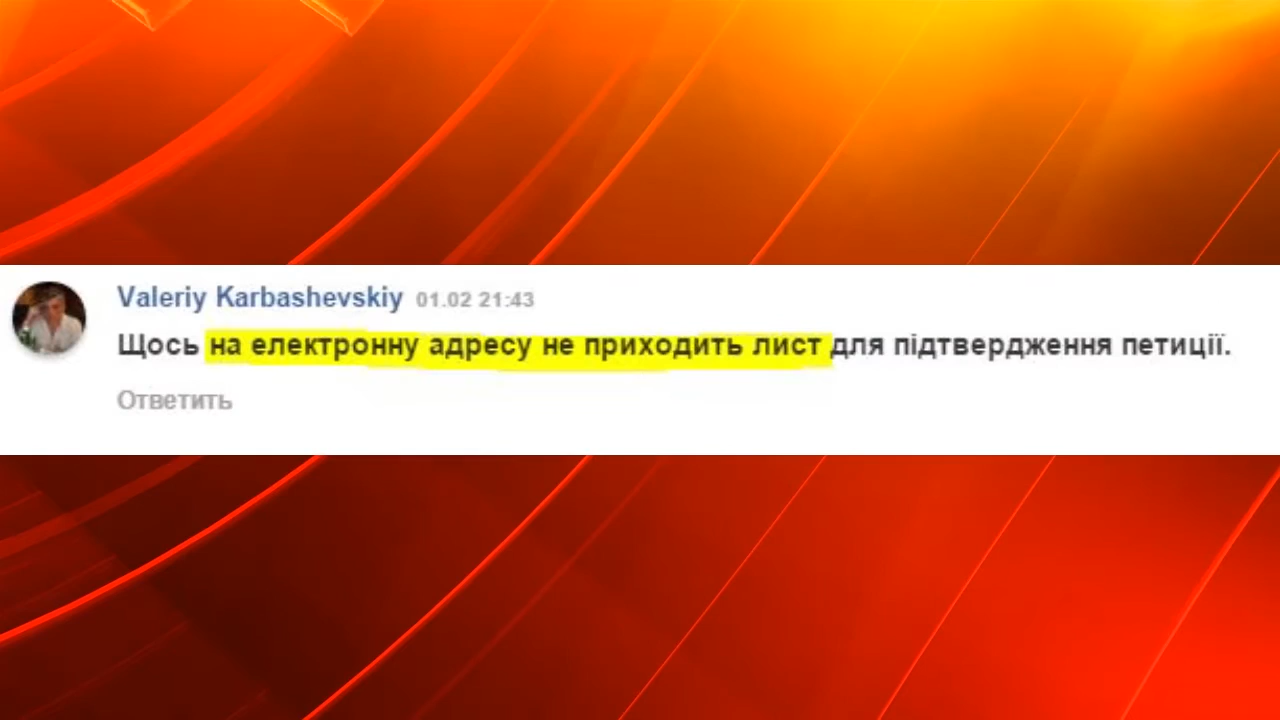 Valeriy Karbashevskiy 01.02 21:43
Щось на електронну адресу не приходить лист для підтвердження петиції.
Ответить